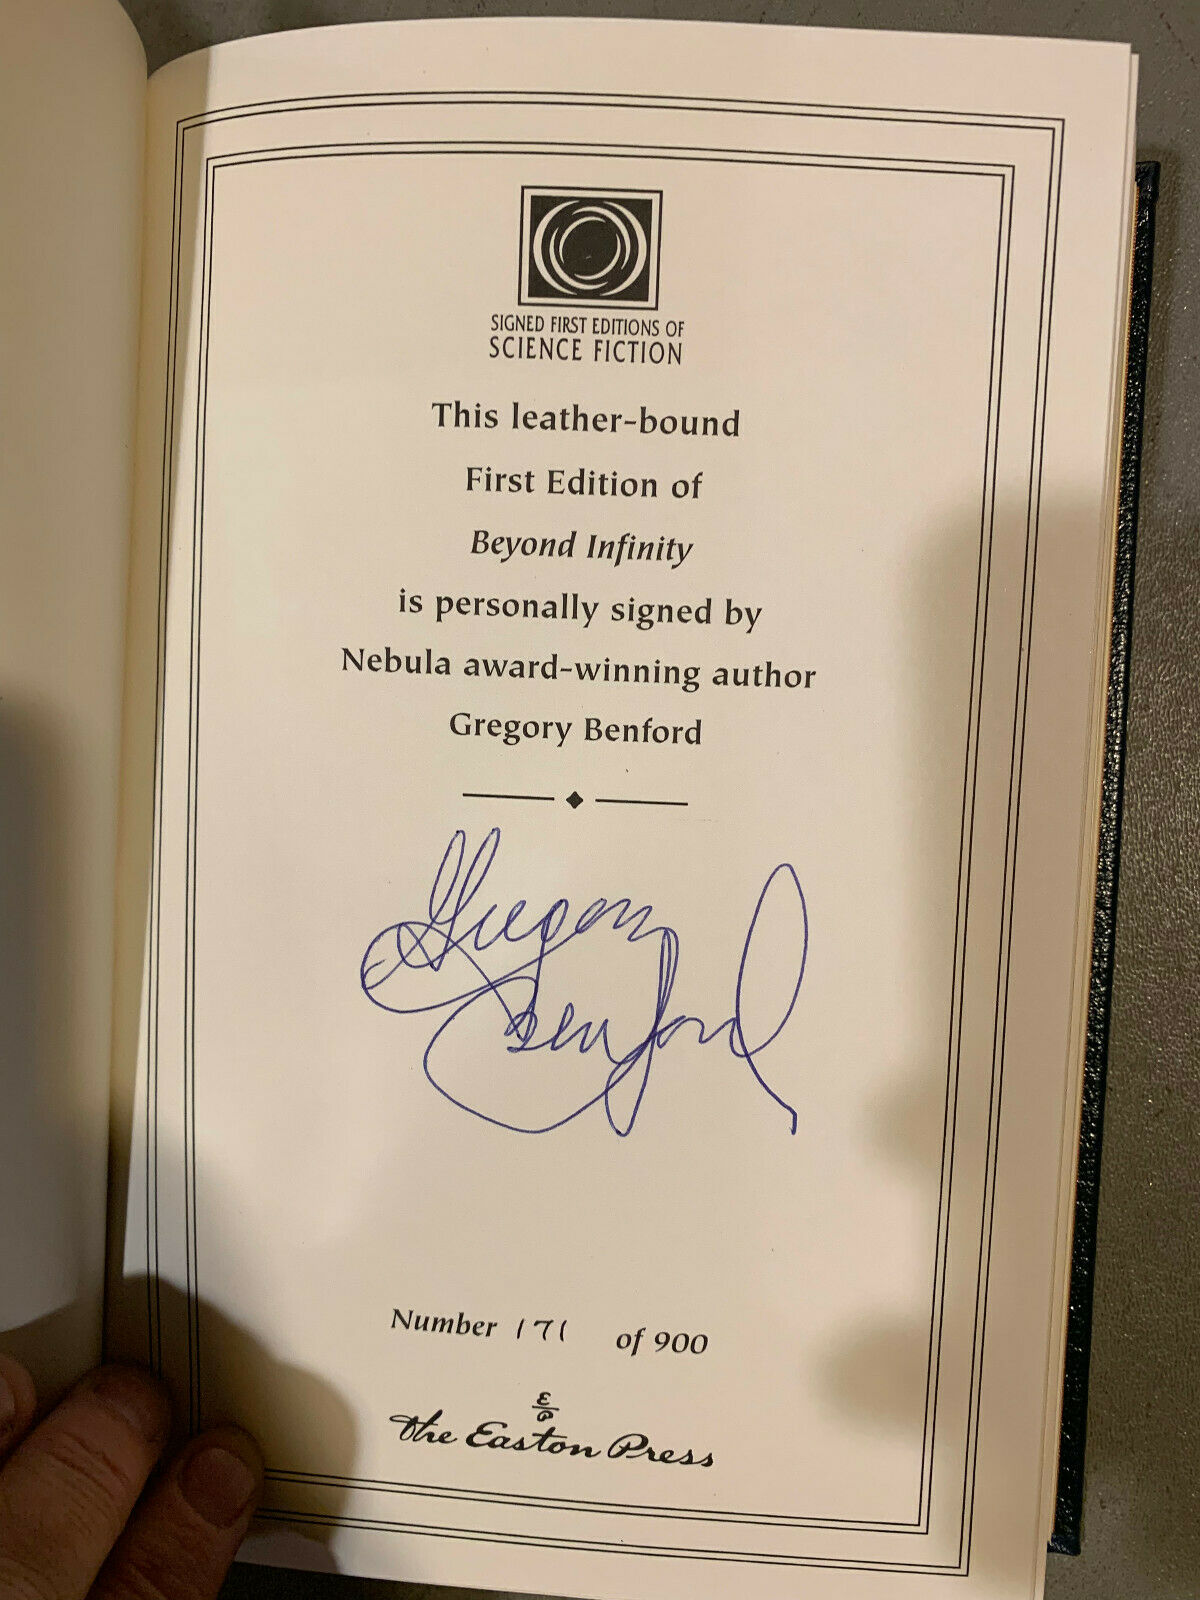 SIGNED FIRST EDITIONS OF
SCIENCE FICTION
This leather-bound
First Edition of
Beyond Infinity
is personally signed by
Nebula award-winning author
Gregory Benford
Gregory
Benford
Number 171 of 900
E
P
The Easton Press